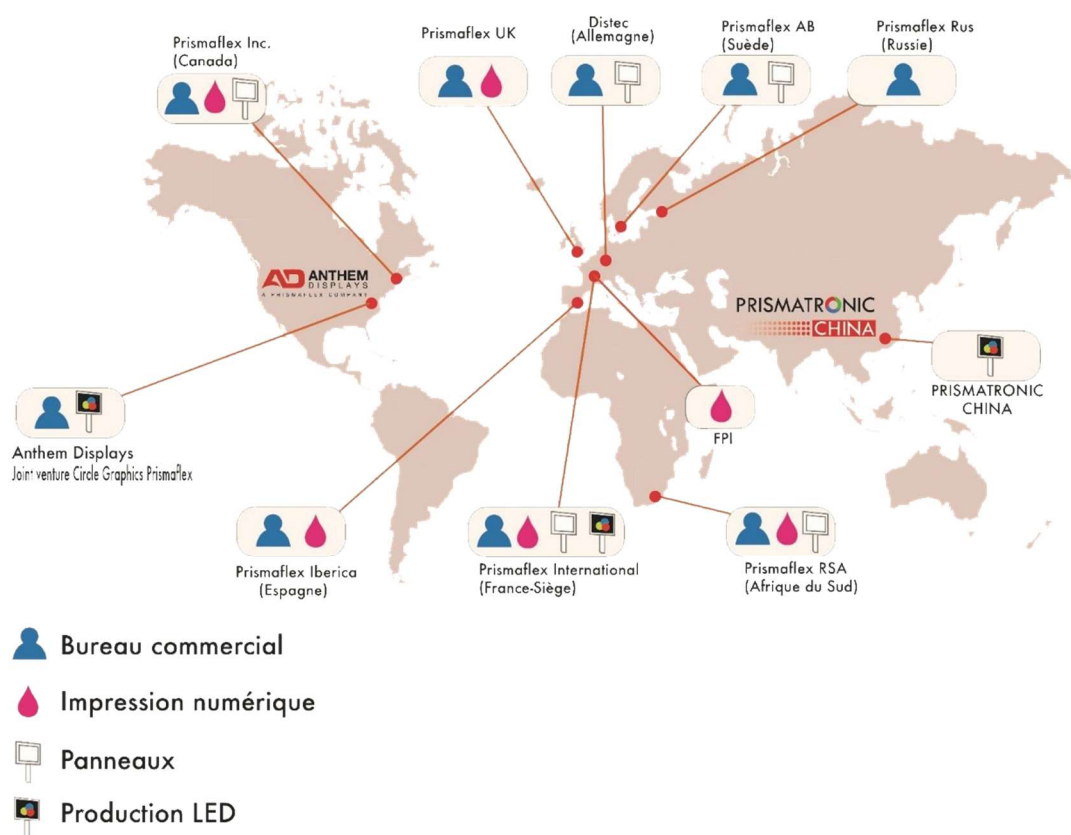 Prismaflex Inc.
(Canada)
Prismaflex UK
Distec
(Allemagne)
Prismaflex AB
(Suède)
Prismaflex Rus
(Russie)
AD ANTHEM
DISPLAYS
A PRISMAFLEX COMPANY
PRISMATRONIC
CHINA
PRISMATRONIC
CHINA
FPI
Anthem Displays
Joint venture Circle Graphics Prismaflex
Prismaflex Iberica
(Espagne)
Prismaflex International
(France-Siège)
Prismaflex RSA
(Afrique du Sud)
Bureau commercial
Impression numérique
Panneaux
Production LED